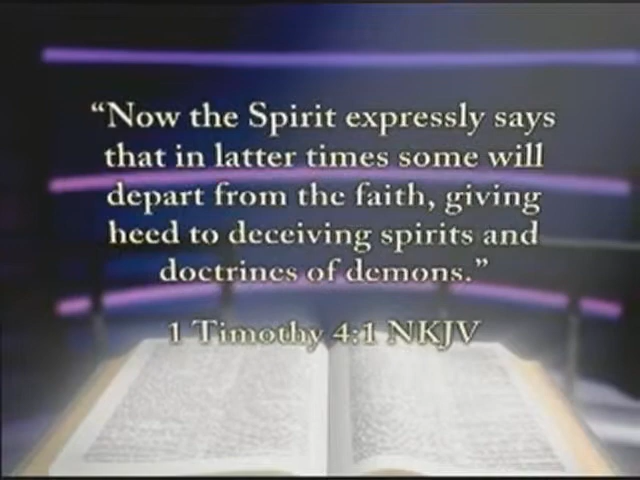 “Now the Spirit expressly says
that in latter times some will
depart from the faith, giving
heed to deceiving spirits and
doctrines of demons.”
1 Timothy 4:1 NKJV